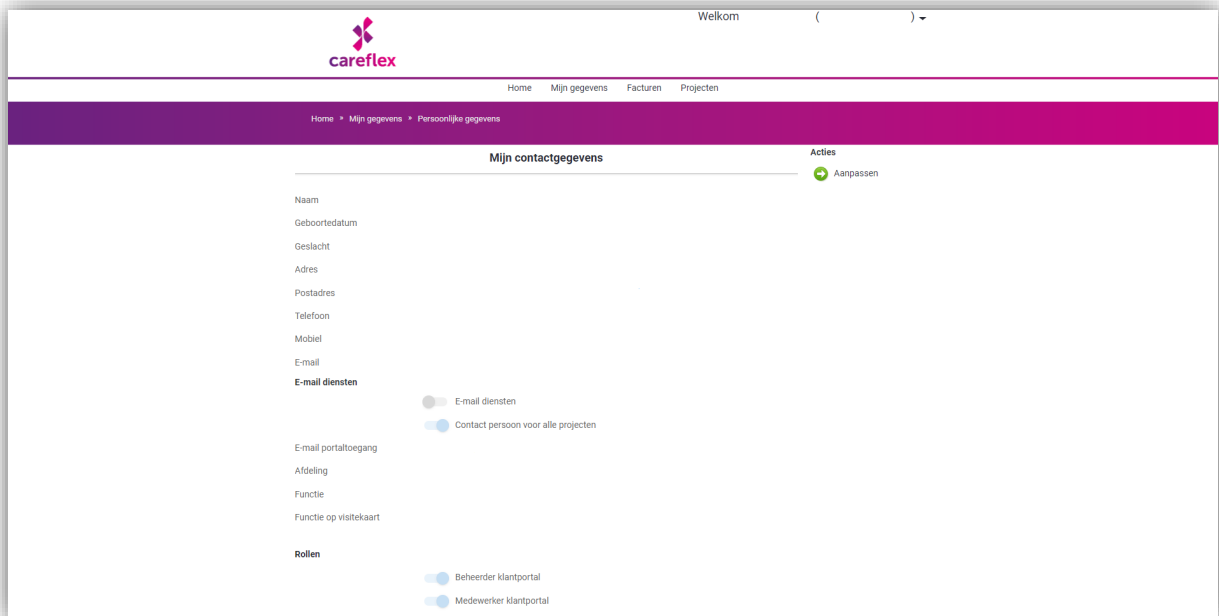 Welkom ( )
careflex
Home Mijn gegevens Facturen Projecten
Home » Mijn gegevens » Persoonlijke gegevens
Mijn contactgegevens
Acties
Aanpassen
Naam
Geboortedatum
Geslacht
Adres
Postadres
Telefoon
Mobiel
E-mail
E-mail diensten
E-mail diensten
Contact persoon voor alle projecten
E-mail portaltoegang
Afdeling
Functie
Functie op visitekaart
Rollen
Beheerder klantportal
Medewerker klantportal